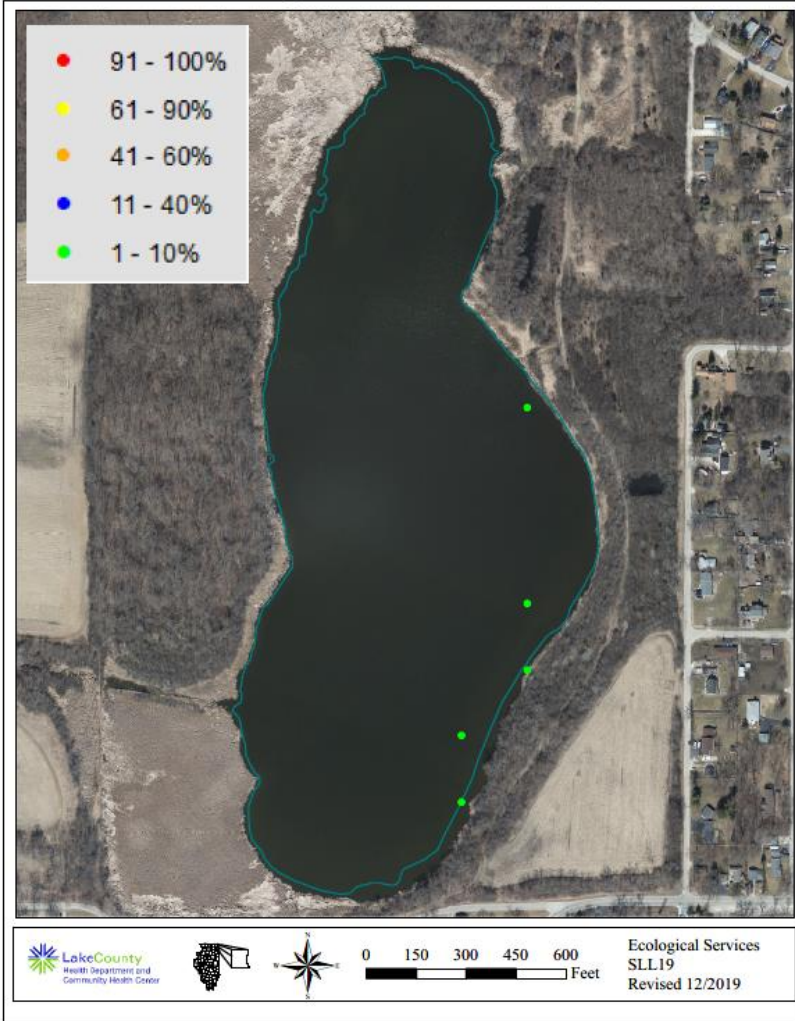 91 - 100%
61 - 90%
41 - 60%
11 - 40%
1 - 10%
LakeCounty
Health Department and
Community Health Center
N
W E
S
0 150 300 450 600
Feet
Ecological Services
SLL19
Revised 12/2019